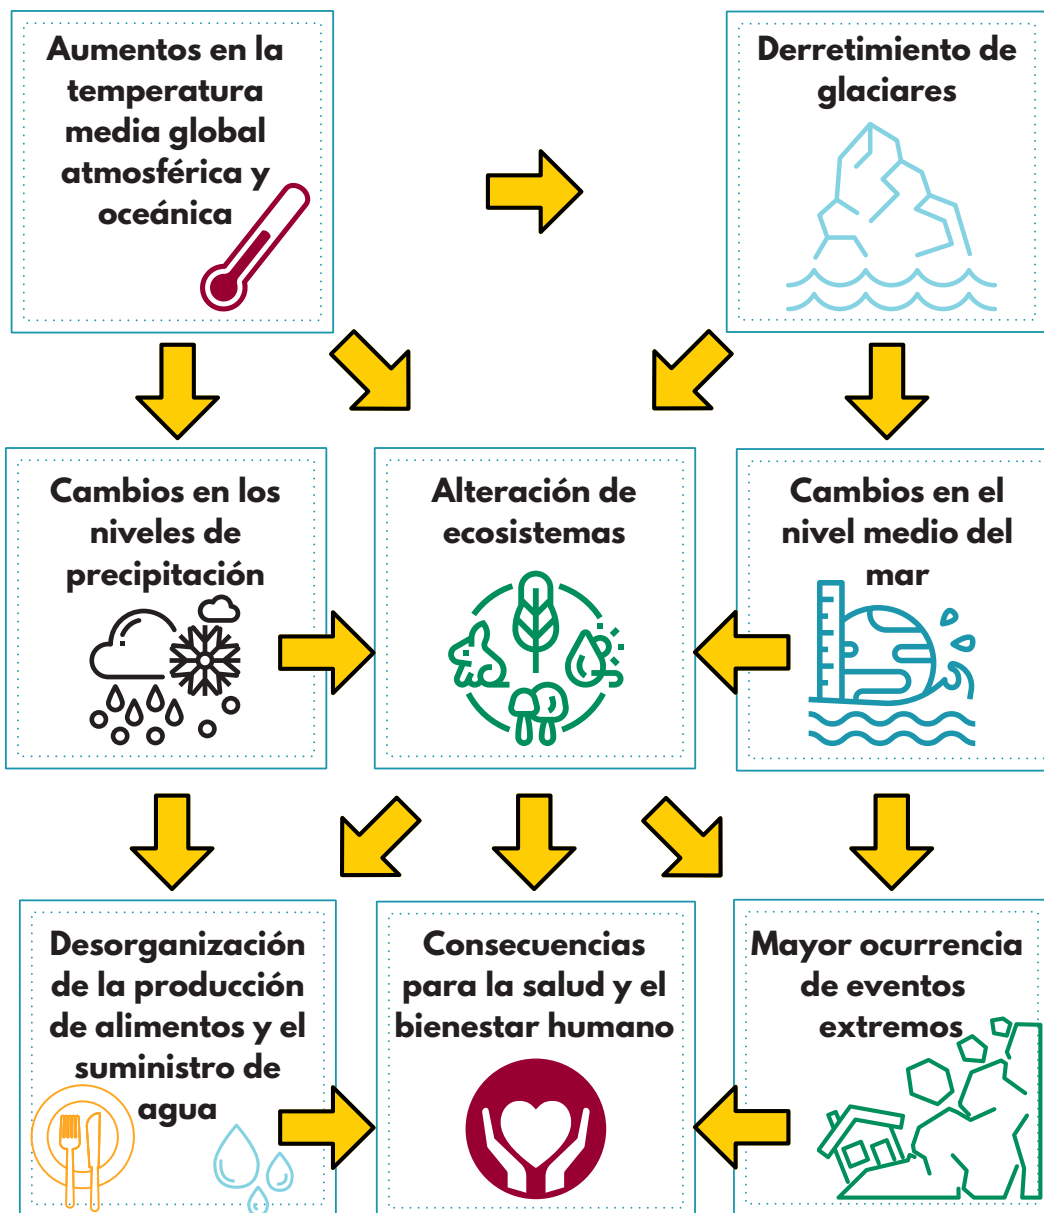 Aumentos en la
temperatura
media global
atmosférica y
oceánica
Derretimiento de
glaciares
Cambios en los
niveles de
precipitación
Alteración de
ecosistemas
Cambios en el
nivel medio del
mar
Desorganización
de la producción
de alimentos y el
suministro de
agua
Consecuencias
para la salud y el
bienestar humano
Mayor ocurrencia
de eventos
extremos